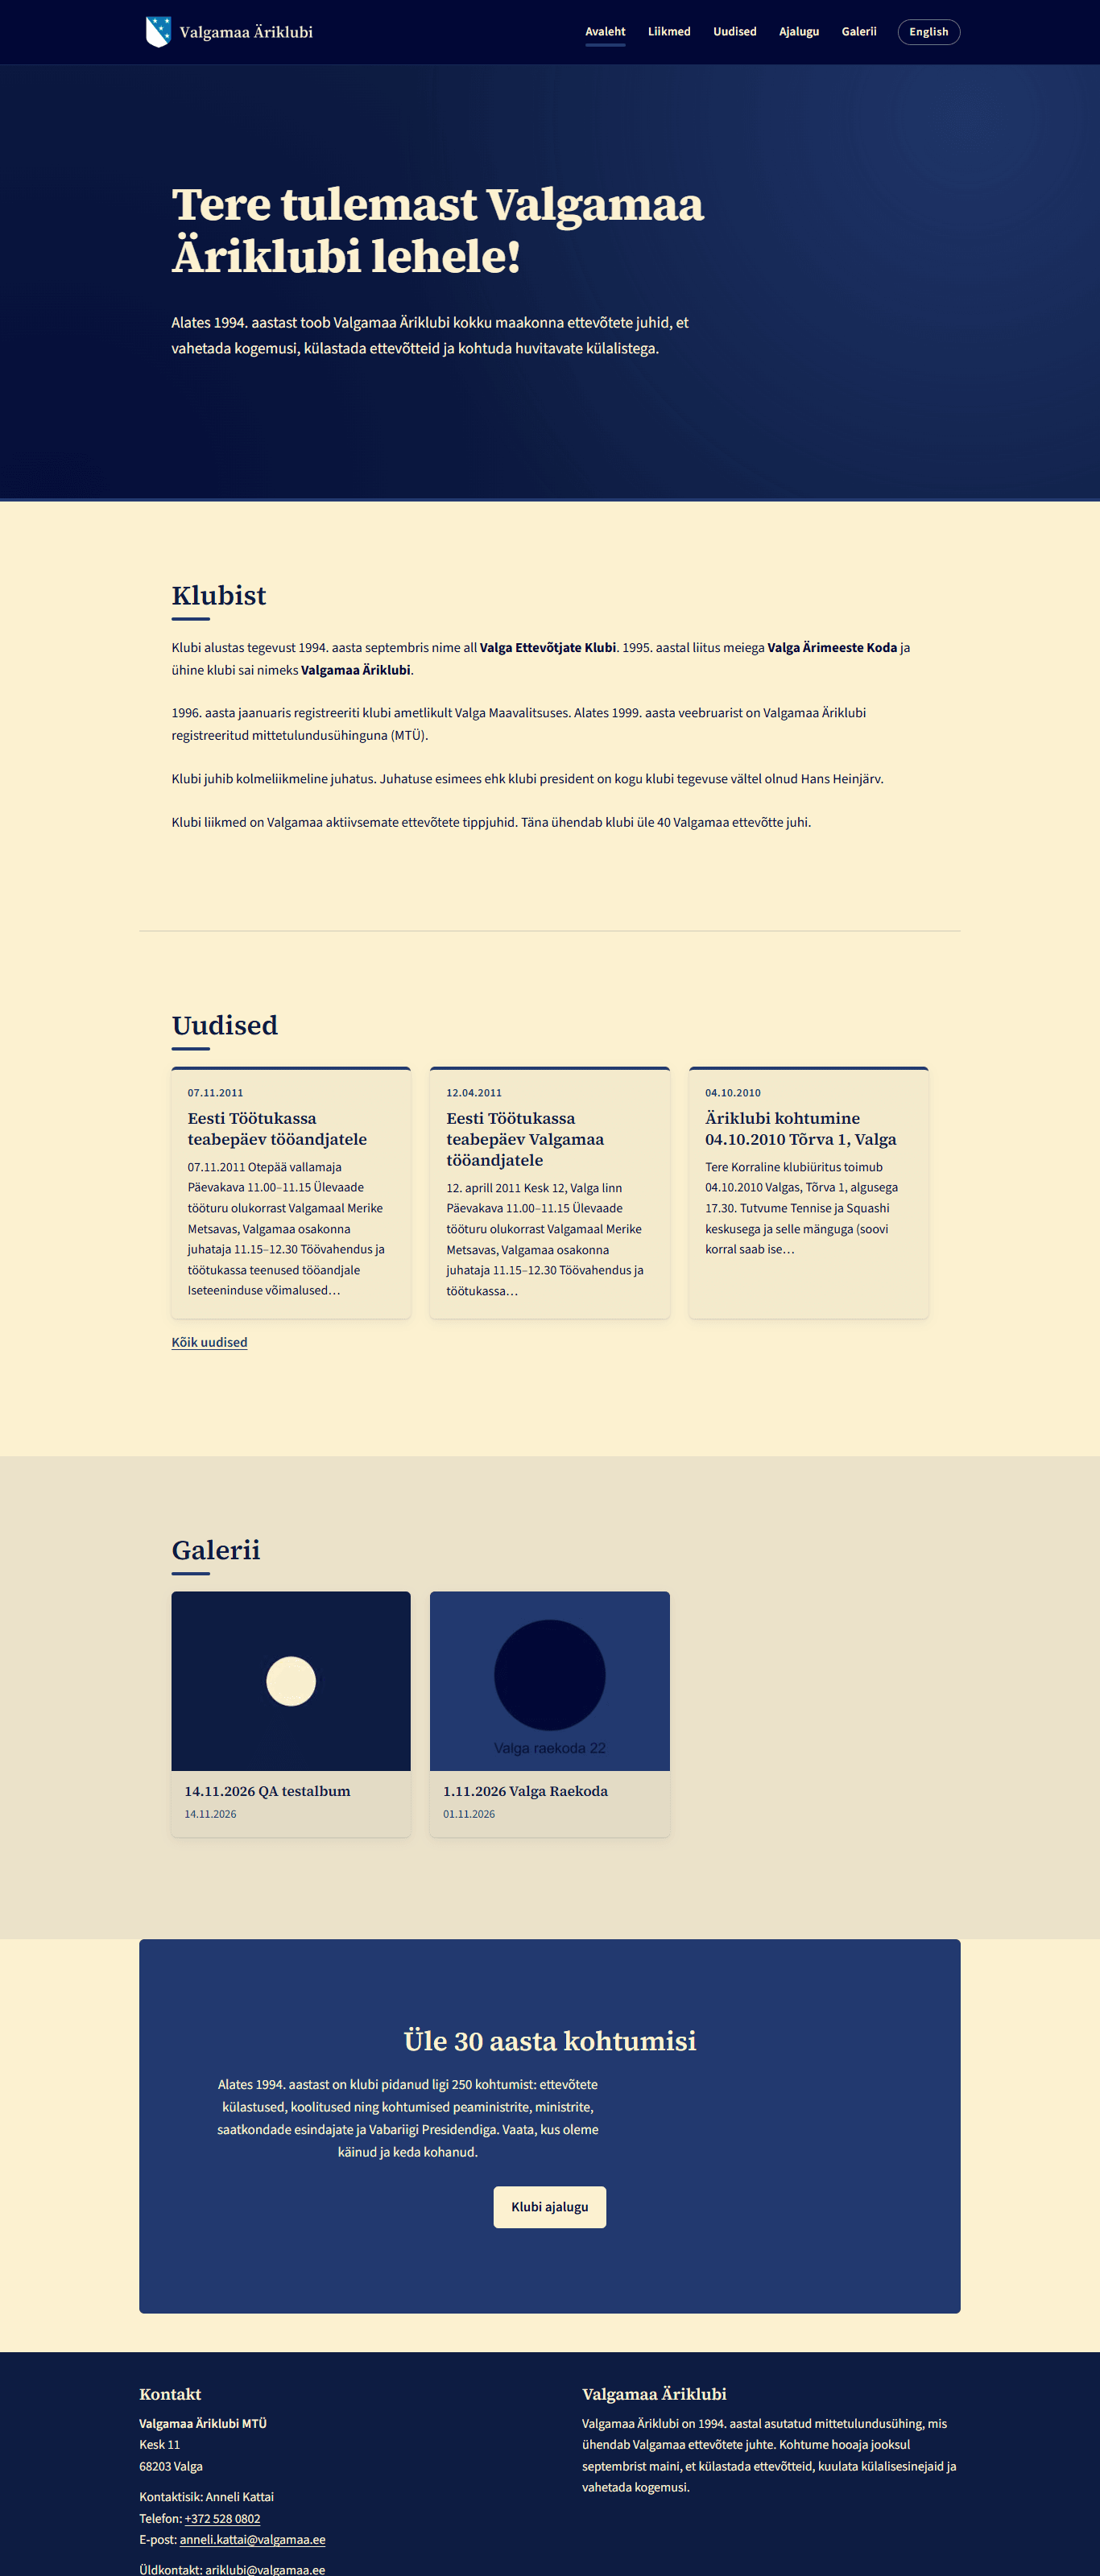 Valgamaa Äriklubi
Avaleht Liikmed Uudised Ajalugu Galerii English
Tere tulemast Valgamaa
Äriklubi lehele!
Alates 1994. aastast toob Valgamaa Äriklubi kokku maakonna ettevõtete juhid, et
vahetada kogemusi, külastada ettevõtteid ja kohtuda huvitavate külalistega.
Klubist
Klubi alustas tegevust 1994. aasta septembris nime all Valga Ettevõtjate Klubi. 1995. aastal liitus meiega Valga Ärimeeste Koda ja
ühine klubi sai nimeks Valgamaa Äriklubi.
1996. aasta jaanuaris registreeriti klubi ametlikult Valga Maavalitsuses. Alates 1999. aasta veebruarist on Valgamaa Äriklubi
registreeritud mittetulundusühinguna (MTÜ).
Klubi juhib kolmeliikmeline juhatus. Juhatuse esimees ehk klubi president on kogu klubi tegevuse vältel olnud Hans Heinjärv.
Klubi liikmed on Valgamaa aktiivsemate ettevõtete tippjuhid. Täna ühendab klubi üle 40 Valgamaa ettevõtte juhi.
Uudised
07.11.2011
Eesti Töötukassa
teabepäev tööandjatele
07.11.2011 Otepää vallamaja
Päevakava 11.00–11.15 Ülevaade
tööturu olukorrast Valgamaal Merike
Metsavas, Valgamaa osakonna
juhataja 11.15–12.30 Töövahendus ja
töötukassa teenused tööandjale
Iseteeninduse võimalused…
12.04.2011
Eesti Töötukassa
teabepäev Valgamaa
tööandjatele
12. aprill 2011 Kesk 12, Valga linn
Päevakava 11.00–11.15 Ülevaade
tööturu olukorrast Valgamaal Merike
Metsavas, Valgamaa osakonna
juhataja 11.15–12.30 Töövahendus ja
töötukassa…
04.10.2010
Äriklubi kohtumine
04.10.2010 Tõrva 1, Valga
Tere Korraline klubiüritus toimub
04.10.2010 Valgas, Tõrva 1, algusega
17.30. Tutvume Tennise ja Squashi
keskusega ja selle mänguga (soovi
korral saab ise…
Kõik uudised
Galerii
14.11.2026 QA testalbum
14.11.2026
Valga raekoda 22
1.11.2026 Valga Raekoda
01.11.2026
Üle 30 aasta kohtumisi
Alates 1994. aastast on klubi pidanud ligi 250 kohtumist: ettevõtete
külastused, koolitused ning kohtumised peaministrite, ministrite,
saatkondade esindajate ja Vabariigi Presidendiga. Vaata, kus oleme
käinud ja keda kohanud.
Klubi ajalugu
Kontakt
Valgamaa Äriklubi MTÜ
Kesk 11
68203 Valga
Kontaktisik: Anneli Kattai
Telefon: +372 528 0802
E-post: anneli.kattai@valgamaa.ee
Üldkontakt: ariklubi@valgamaa.ee
Valgamaa Äriklubi
Valgamaa Äriklubi on 1994. aastal asutatud mittetulundusühing, mis
ühendab Valgamaa ettevõtete juhte. Kohtume hooaja jooksul
septembrist maini, et külastada ettevõtteid, kuulata külalisesinejaid ja
vahetada kogemusi.